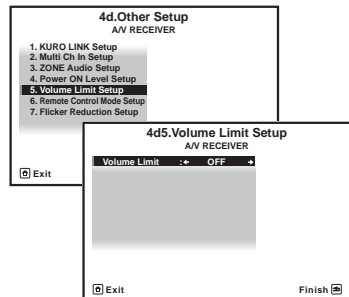 4d.Other Setup
A/V RECEIVER
1. KURO LINK Setup
2. Multi Ch In Setup
3. ZONE Audio Setup
4. Power ON Level Setup
5. Volume Limit Setup
6. Remote Control Mode Setup
7. Flicker Reduction Setup
Exit
4d5.Volume Limit Setup
A/V RECEIVER
Volume Limit : OFF
Exit Finish